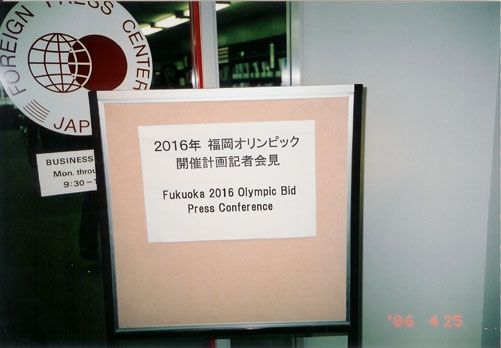 FOREIGN PRESS CENTER
JAP
BUSINESS
Mon. throu
9:30-
2016年 福岡オリンピック
開催計画記者会見
Fukuoka 2016 Olympic Bid
Press Conference
'06 4 25